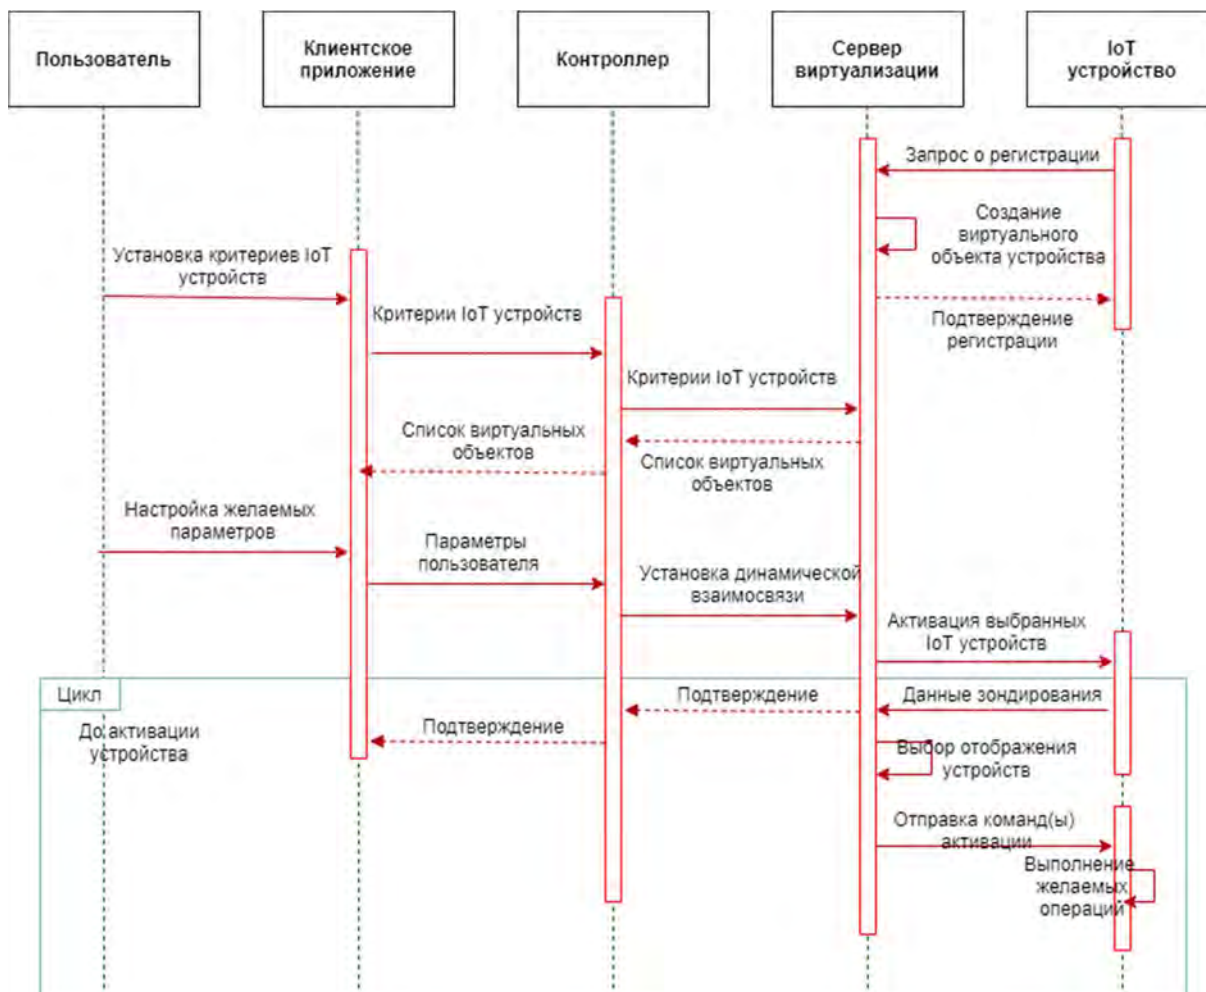 Пользователь
Клиентское
приложение
Контроллер
Сервер
виртуализации
IoT
устройство
Запрос о регистрации
Создание
виртуального
объекта устройства
Установка критериев IoT
устройств
Подтверждение
регистрации
Критерии IoT устройств
Критерии IoT устройств
Список виртуальных
объектов
Список виртуальных
объектов
Настройка желаемых
параметров
Параметры
пользователя
Установка динамической
взаимосвязи
Активация выбранных
IoT устройств
Цикл
До активации
устройства
Подтверждение
Данные зондирования
Подтверждение
Выбор отображения
устройств
Отправка команд(ы)
активации
Выполнение
желаемых
операций